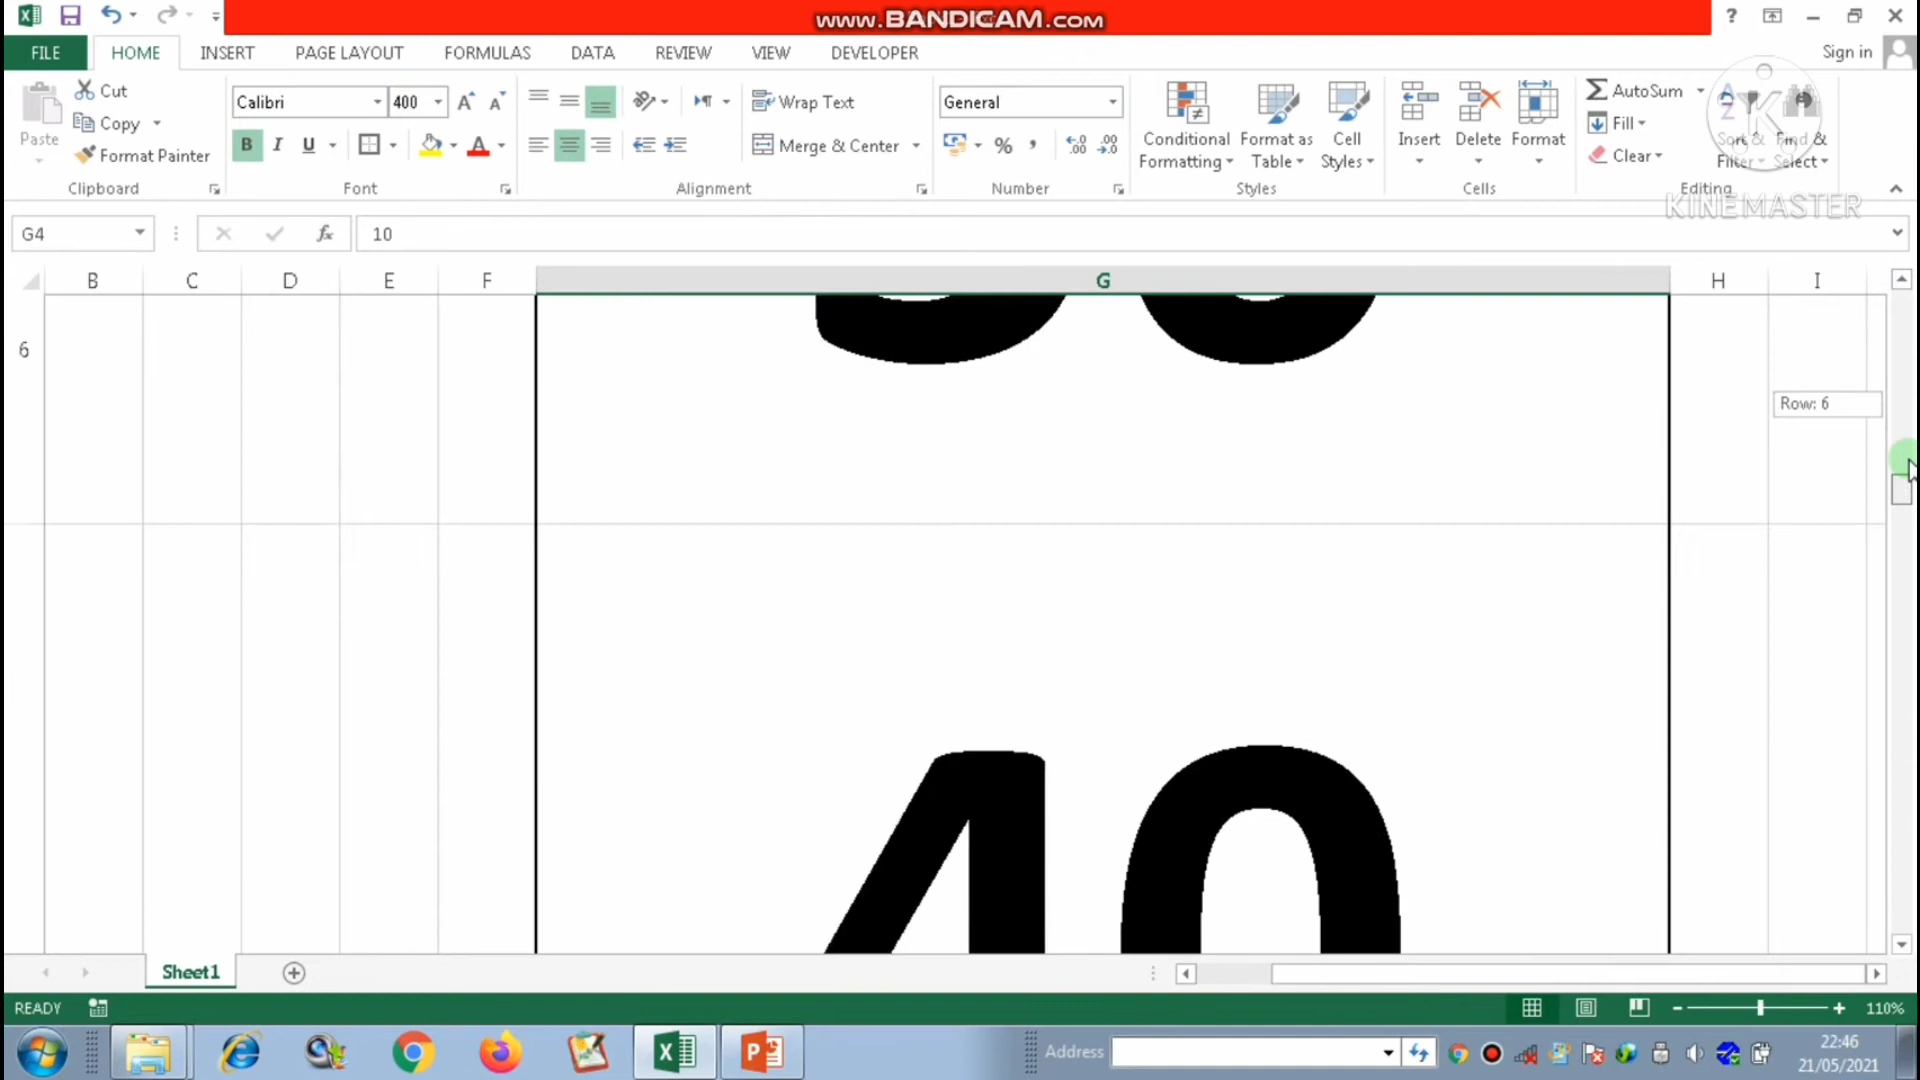 www.BANDICAM.com
FILE HOME INSERT PAGE LAYOUT FORMULAS DATA REVIEW VIEW DEVELOPER Sign in
Paste
Cut
Copy
Format Painter
Clipboard
Calibri 400
B I U
Font
Wrap Text
Merge & Center
Alignment
General
%
Number
Conditional Formatting
Format as Table
Cell Styles
Styles
Insert
Delete
Format
Cells
AutoSum
Fill
Clear
Sort & Filter
Find & Select
Editing
KINEMASTER
G4 fx 10
B C D E F G H I
6
Row: 6
40
Sheet1
READY 110%
Address
22:46
21/05/2021